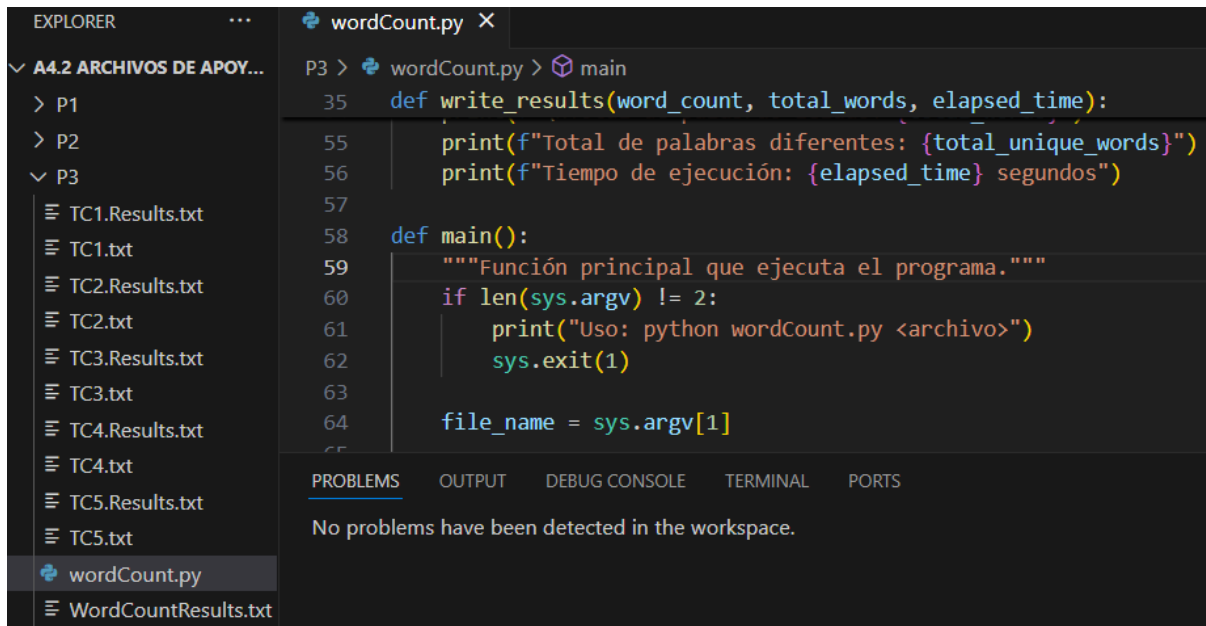 EXPLORER ...
A4.2 ARCHIVOS DE APOY...
P1
P2
P3
TC1.Results.txt
TC1.txt
TC2.Results.txt
TC2.txt
TC3.Results.txt
TC3.txt
TC4.Results.txt
TC4.txt
TC5.Results.txt
TC5.txt
wordCount.py
WordCountResults.txt
wordCount.py
P3 > wordCount.py > main
35 def write_results(word_count, total_words, elapsed_time):
55 print(f"Total de palabras diferentes: {total_unique_words}")
56 print(f"Tiempo de ejecución: {elapsed_time} segundos")
57
58 def main():
59 """Función principal que ejecuta el programa."""
60 if len(sys.argv) != 2:
61 print("Uso: python wordCount.py <archivo>")
62 sys.exit(1)
63
64 file_name = sys.argv[1]
PROBLEMS OUTPUT DEBUG CONSOLE TERMINAL PORTS
No problems have been detected in the workspace.